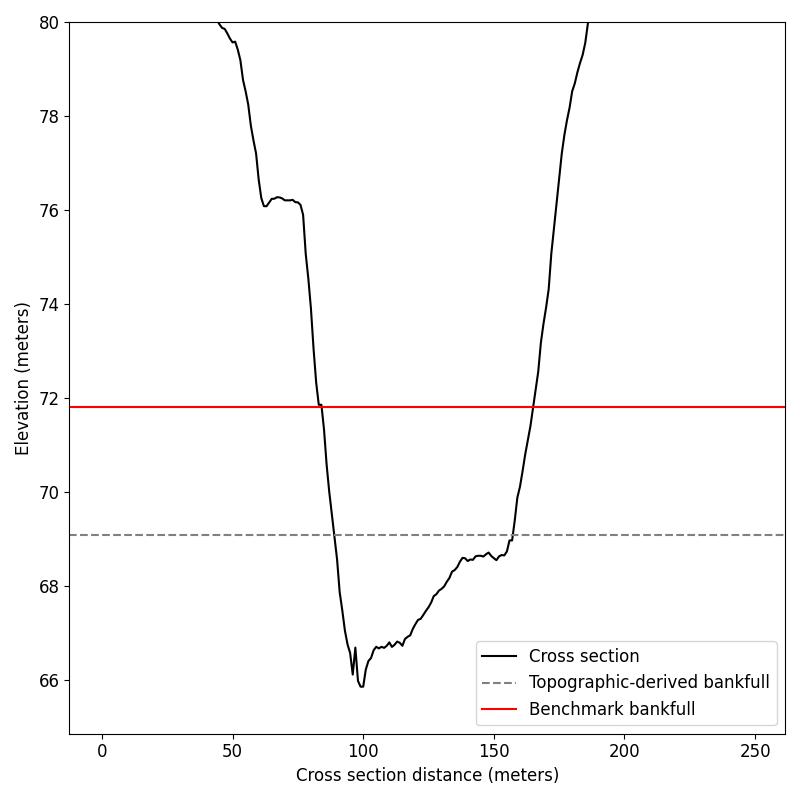 80
78
76
74
72
70
68
66
Elevation (meters)
Cross section
Topographic-derived bankfull
Benchmark bankfull
0 50 100 150 200 250
Cross section distance (meters)